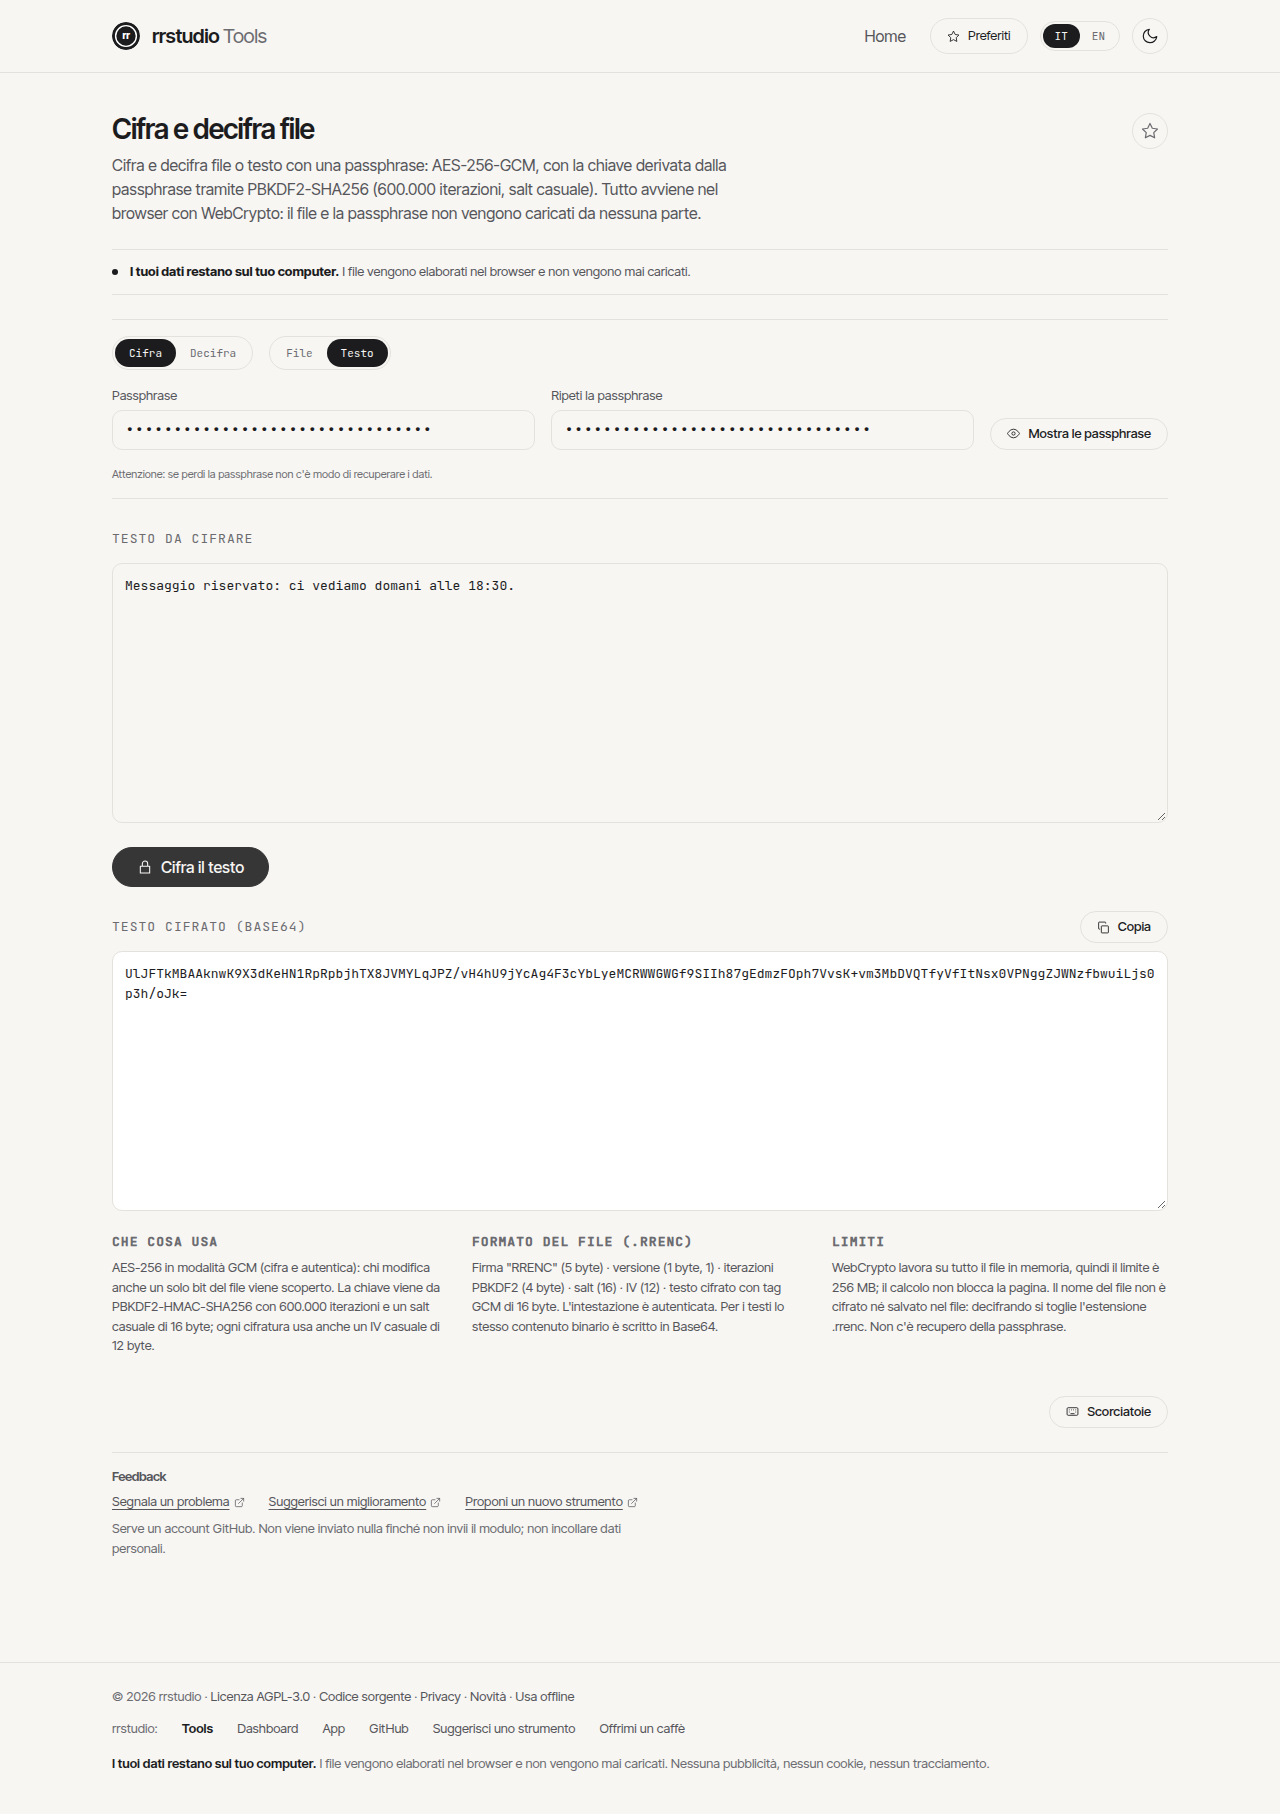 rr rrstudio Tools
Home
Preferiti
IT EN
Cifra e decifra file
Cifra e decifra file o testo con una passphrase: AES-256-GCM, con la chiave derivata dalla
passphrase tramite PBKDF2-SHA256 (600.000 iterazioni, salt casuale). Tutto avviene nel
browser con WebCrypto: il file e la passphrase non vengono caricati da nessuna parte.
I tuoi dati restano sul tuo computer. I file vengono elaborati nel browser e non vengono mai caricati.
Cifra Decifra File Testo
Passphrase
Ripeti la passphrase
Mostra le passphrase
Attenzione: se perdi la passphrase non c'è modo di recuperare i dati.
TESTO DA CIFRARE
Messaggio riservato: ci vediamo domani alle 18:30.
Cifra il testo
TESTO CIFRATO (BASE64)
Copia
UlJFTkMBAAknwK9X3dKeHN1RpRpbjhTX8JVMYLqJPZ/vH4hU9jYcAg4F3cYbLyeMCRWWGWGf9SIIh87gEdmzFOph7VvsK+vm3MbDVQTfyVfItNsx0VPNggZJWNzfbwuiLjs0
p3h/oJk=
CHE COSA USA
AES-256 in modalità GCM (cifra e autentica): chi modifica
anche un solo bit del file viene scoperto. La chiave viene da
PBKDF2-HMAC-SHA256 con 600.000 iterazioni e un salt
casuale di 16 byte; ogni cifratura usa anche un IV casuale di
12 byte.
FORMATO DEL FILE (.RRENC)
Firma "RRENC" (5 byte) · versione (1 byte, 1) · iterazioni
PBKDF2 (4 byte) · salt (16) · IV (12) · testo cifrato con tag
GCM di 16 byte. L'intestazione è autenticata. Per i testi lo
stesso contenuto binario è scritto in Base64.
LIMITI
WebCrypto lavora su tutto il file in memoria, quindi il limite è
256 MB; il calcolo non blocca la pagina. Il nome del file non è
cifrato né salvato nel file: decifrando si toglie l'estensione
.rrenc. Non c'è recupero della passphrase.
Scorciatoie
Feedback
Segnala un problema Suggerisci un miglioramento Proponi un nuovo strumento
Serve un account GitHub. Non viene inviato nulla finché non invii il modulo; non incollare dati
personali.
© 2026 rrstudio · Licenza AGPL-3.0 · Codice sorgente · Privacy · Novità · Usa offline
rrstudio: Tools Dashboard App GitHub Suggerisci uno strumento Offrimi un caffè
I tuoi dati restano sul tuo computer. I file vengono elaborati nel browser e non vengono mai caricati. Nessuna pubblicità, nessun cookie, nessun tracciamento.